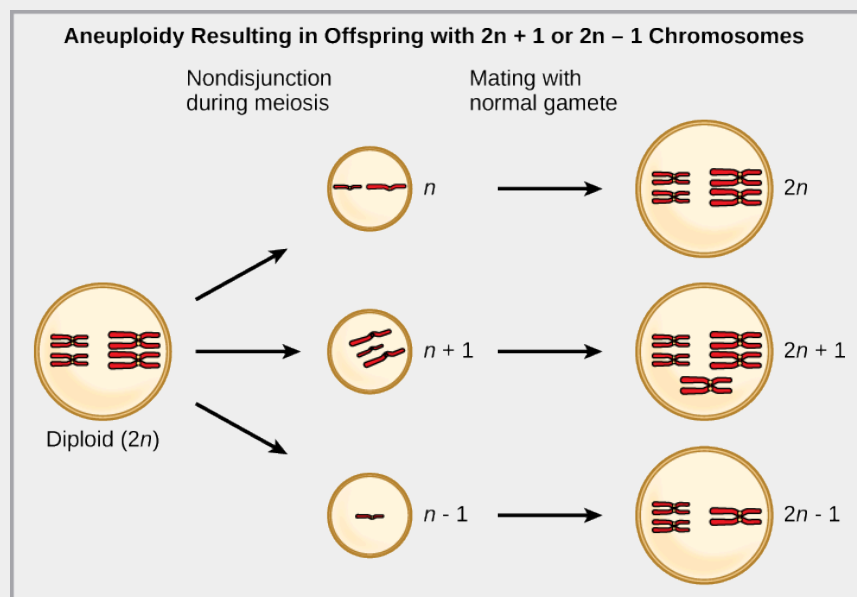 Aneuploidy Resulting in Offspring with 2n + 1 or 2n – 1 Chromosomes
Nondisjunction
during meiosis
Mating with
normal gamete
n
2n
n + 1
2n + 1
Diploid (2n)
n - 1
2n - 1